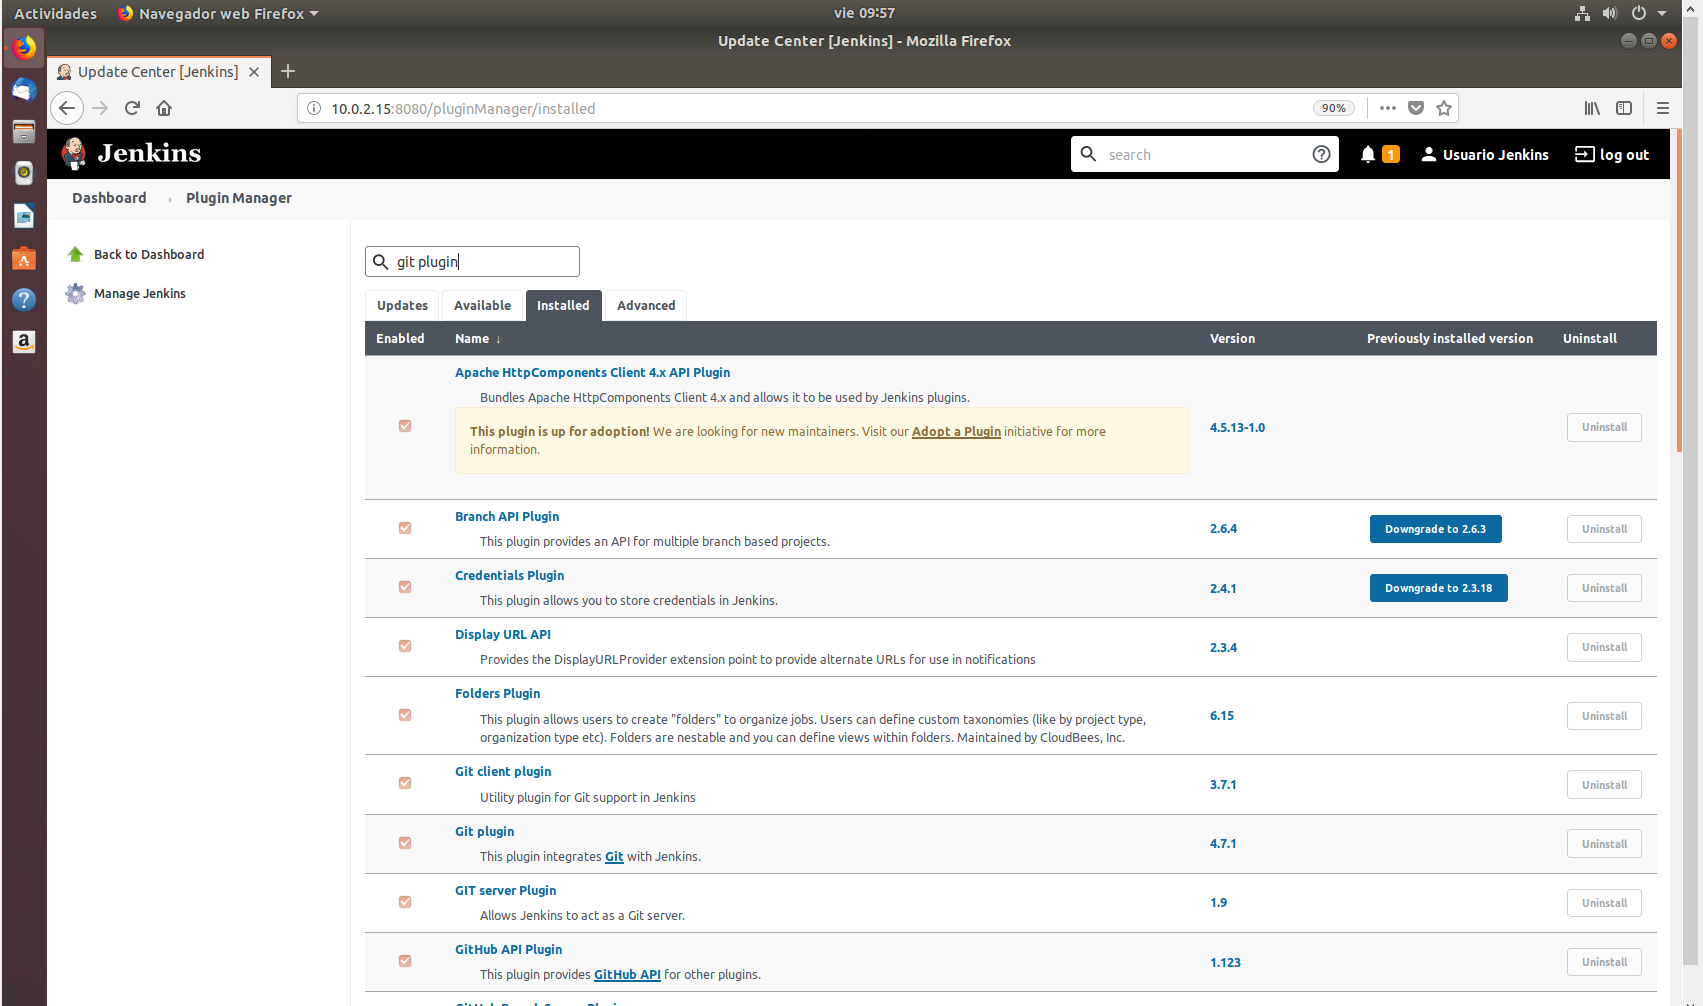 Actividades
Navegador web Firefox
vie 09:57
Update Center [Jenkins] - Mozilla Firefox
Update Center [Jenkins]
10.0.2.15:8080/pluginManager/installed
90%
Jenkins
search
1
Usuario Jenkins
log out
Dashboard
Plugin Manager
Back to Dashboard
Manage Jenkins
git plugin
Updates
Available
Installed
Advanced
Enabled
Name ↓
Version
Previously installed version
Uninstall
Apache HttpComponents Client 4.x API Plugin
Bundles Apache HttpComponents Client 4.x and allows it to be used by Jenkins plugins.
This plugin is up for adoption! We are looking for new maintainers. Visit our Adopt a Plugin initiative for more
information.
4.5.13-1.0
Uninstall
Branch API Plugin
This plugin provides an API for multiple branch based projects.
2.6.4
Downgrade to 2.6.3
Uninstall
Credentials Plugin
This plugin allows you to store credentials in Jenkins.
2.4.1
Downgrade to 2.3.18
Uninstall
Display URL API
Provides the DisplayURLProvider extension point to provide alternate URLs for use in notifications
2.3.4
Uninstall
Folders Plugin
This plugin allows users to create "folders" to organize jobs. Users can define custom taxonomies (like by project type,
organization type etc). Folders are nestable and you can define views within folders. Maintained by CloudBees, Inc.
6.15
Uninstall
Git client plugin
Utility plugin for Git support in Jenkins
3.7.1
Uninstall
Git plugin
This plugin integrates Git with Jenkins.
4.7.1
Uninstall
GIT server Plugin
Allows Jenkins to act as a Git server.
1.9
Uninstall
GitHub API Plugin
This plugin provides GitHub API for other plugins.
1.123
Uninstall